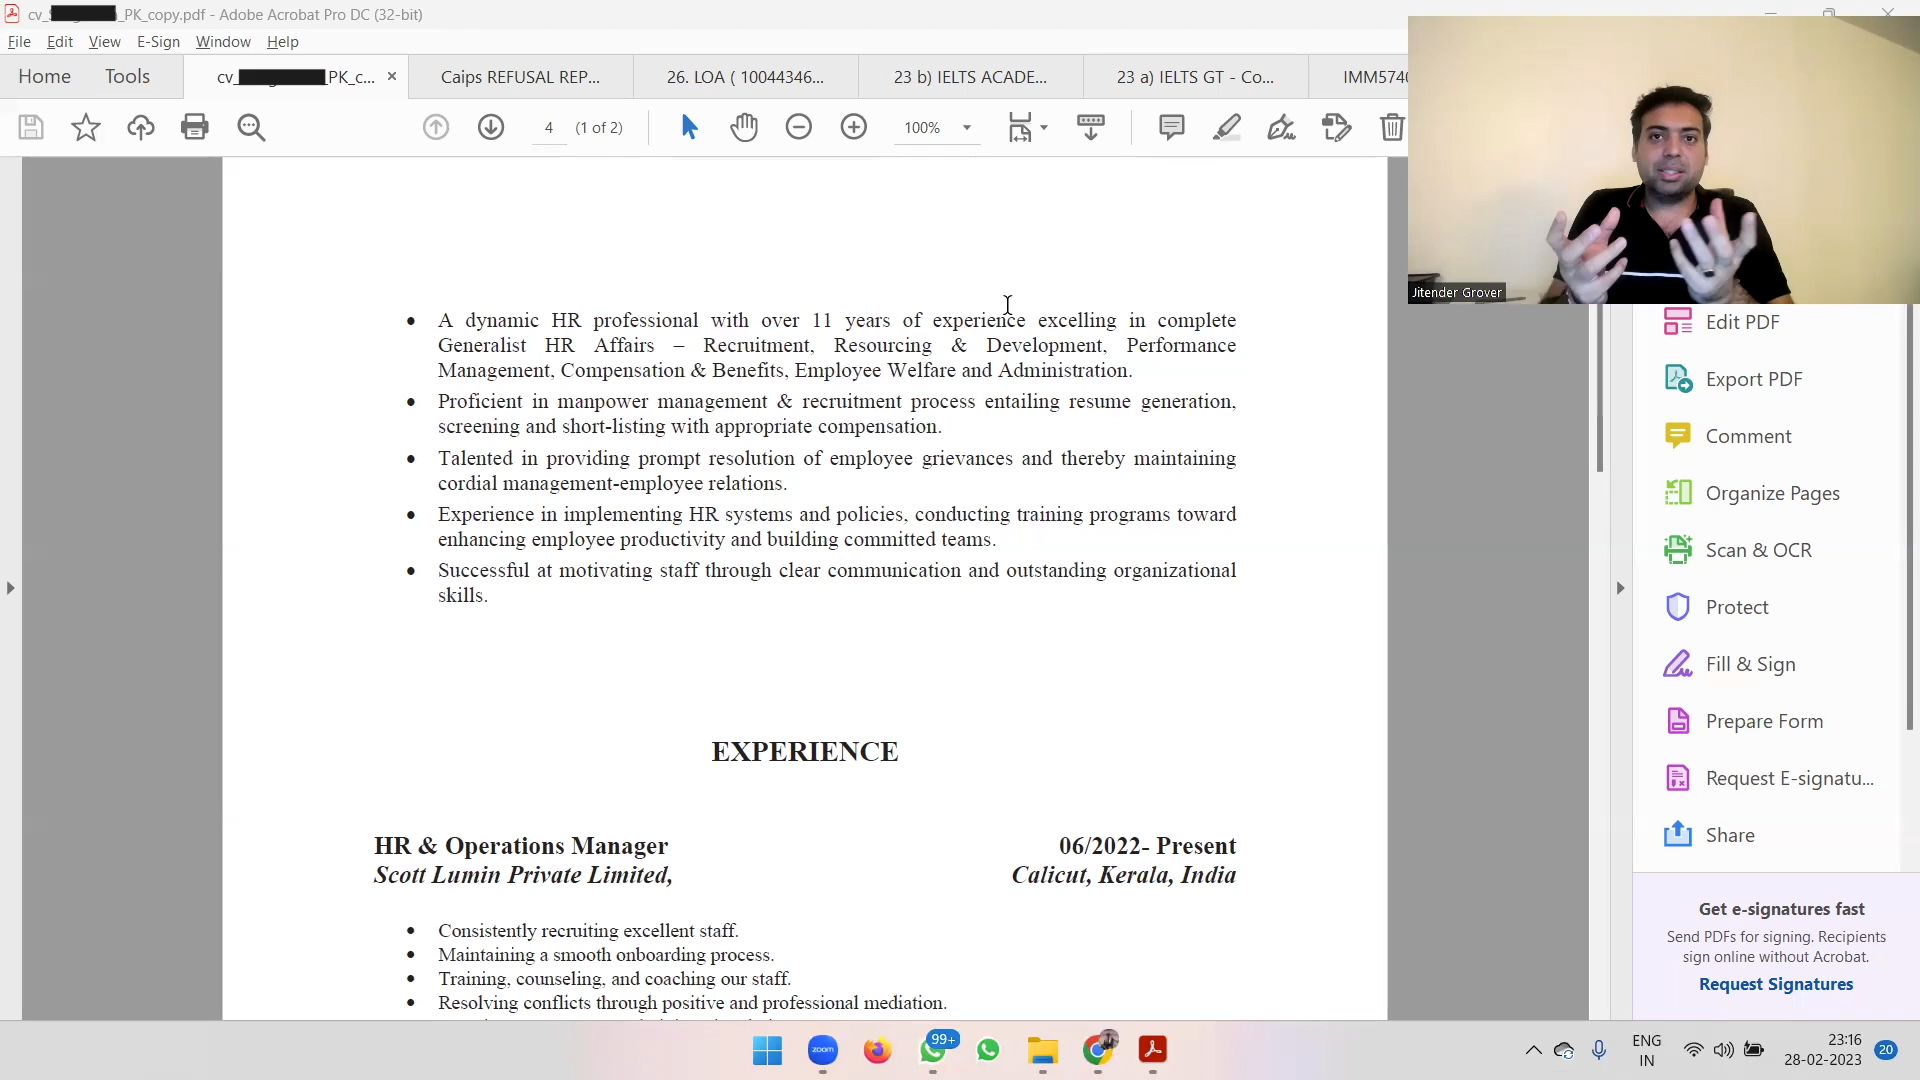 cv_ _PK_copy.pdf - Adobe Acrobat Pro DC (32-bit)
File Edit View E-Sign Window Help
Home Tools cv_ _PK_c... × Caips REFUSAL REP... 26. LOA ( 10044346... 23 b) IELTS ACADE... 23 a) IELTS GT - Co... IMM5740
4 (1 of 2) 100%
Jitender Grover
• A dynamic HR professional with over 11 years of experience excelling in complete
Generalist HR Affairs – Recruitment, Resourcing & Development, Performance
Management, Compensation & Benefits, Employee Welfare and Administration.
• Proficient in manpower management & recruitment process entailing resume generation,
screening and short-listing with appropriate compensation.
• Talented in providing prompt resolution of employee grievances and thereby maintaining
cordial management-employee relations.
• Experience in implementing HR systems and policies, conducting training programs toward
enhancing employee productivity and building committed teams.
• Successful at motivating staff through clear communication and outstanding organizational
skills.
EXPERIENCE
HR & Operations Manager 06/2022- Present
Scott Lumin Private Limited, Calicut, Kerala, India
• Consistently recruiting excellent staff.
• Maintaining a smooth onboarding process.
• Training, counseling, and coaching our staff.
• Resolving conflicts through positive and professional mediation.
Edit PDF
Export PDF
Comment
Organize Pages
Scan & OCR
Protect
Fill & Sign
Prepare Form
Request E-signatu...
Share
Get e-signatures fast
Send PDFs for signing. Recipients
sign online without Acrobat.
Request Signatures
zoom
99+
ENG
IN
23:16
28-02-2023
20